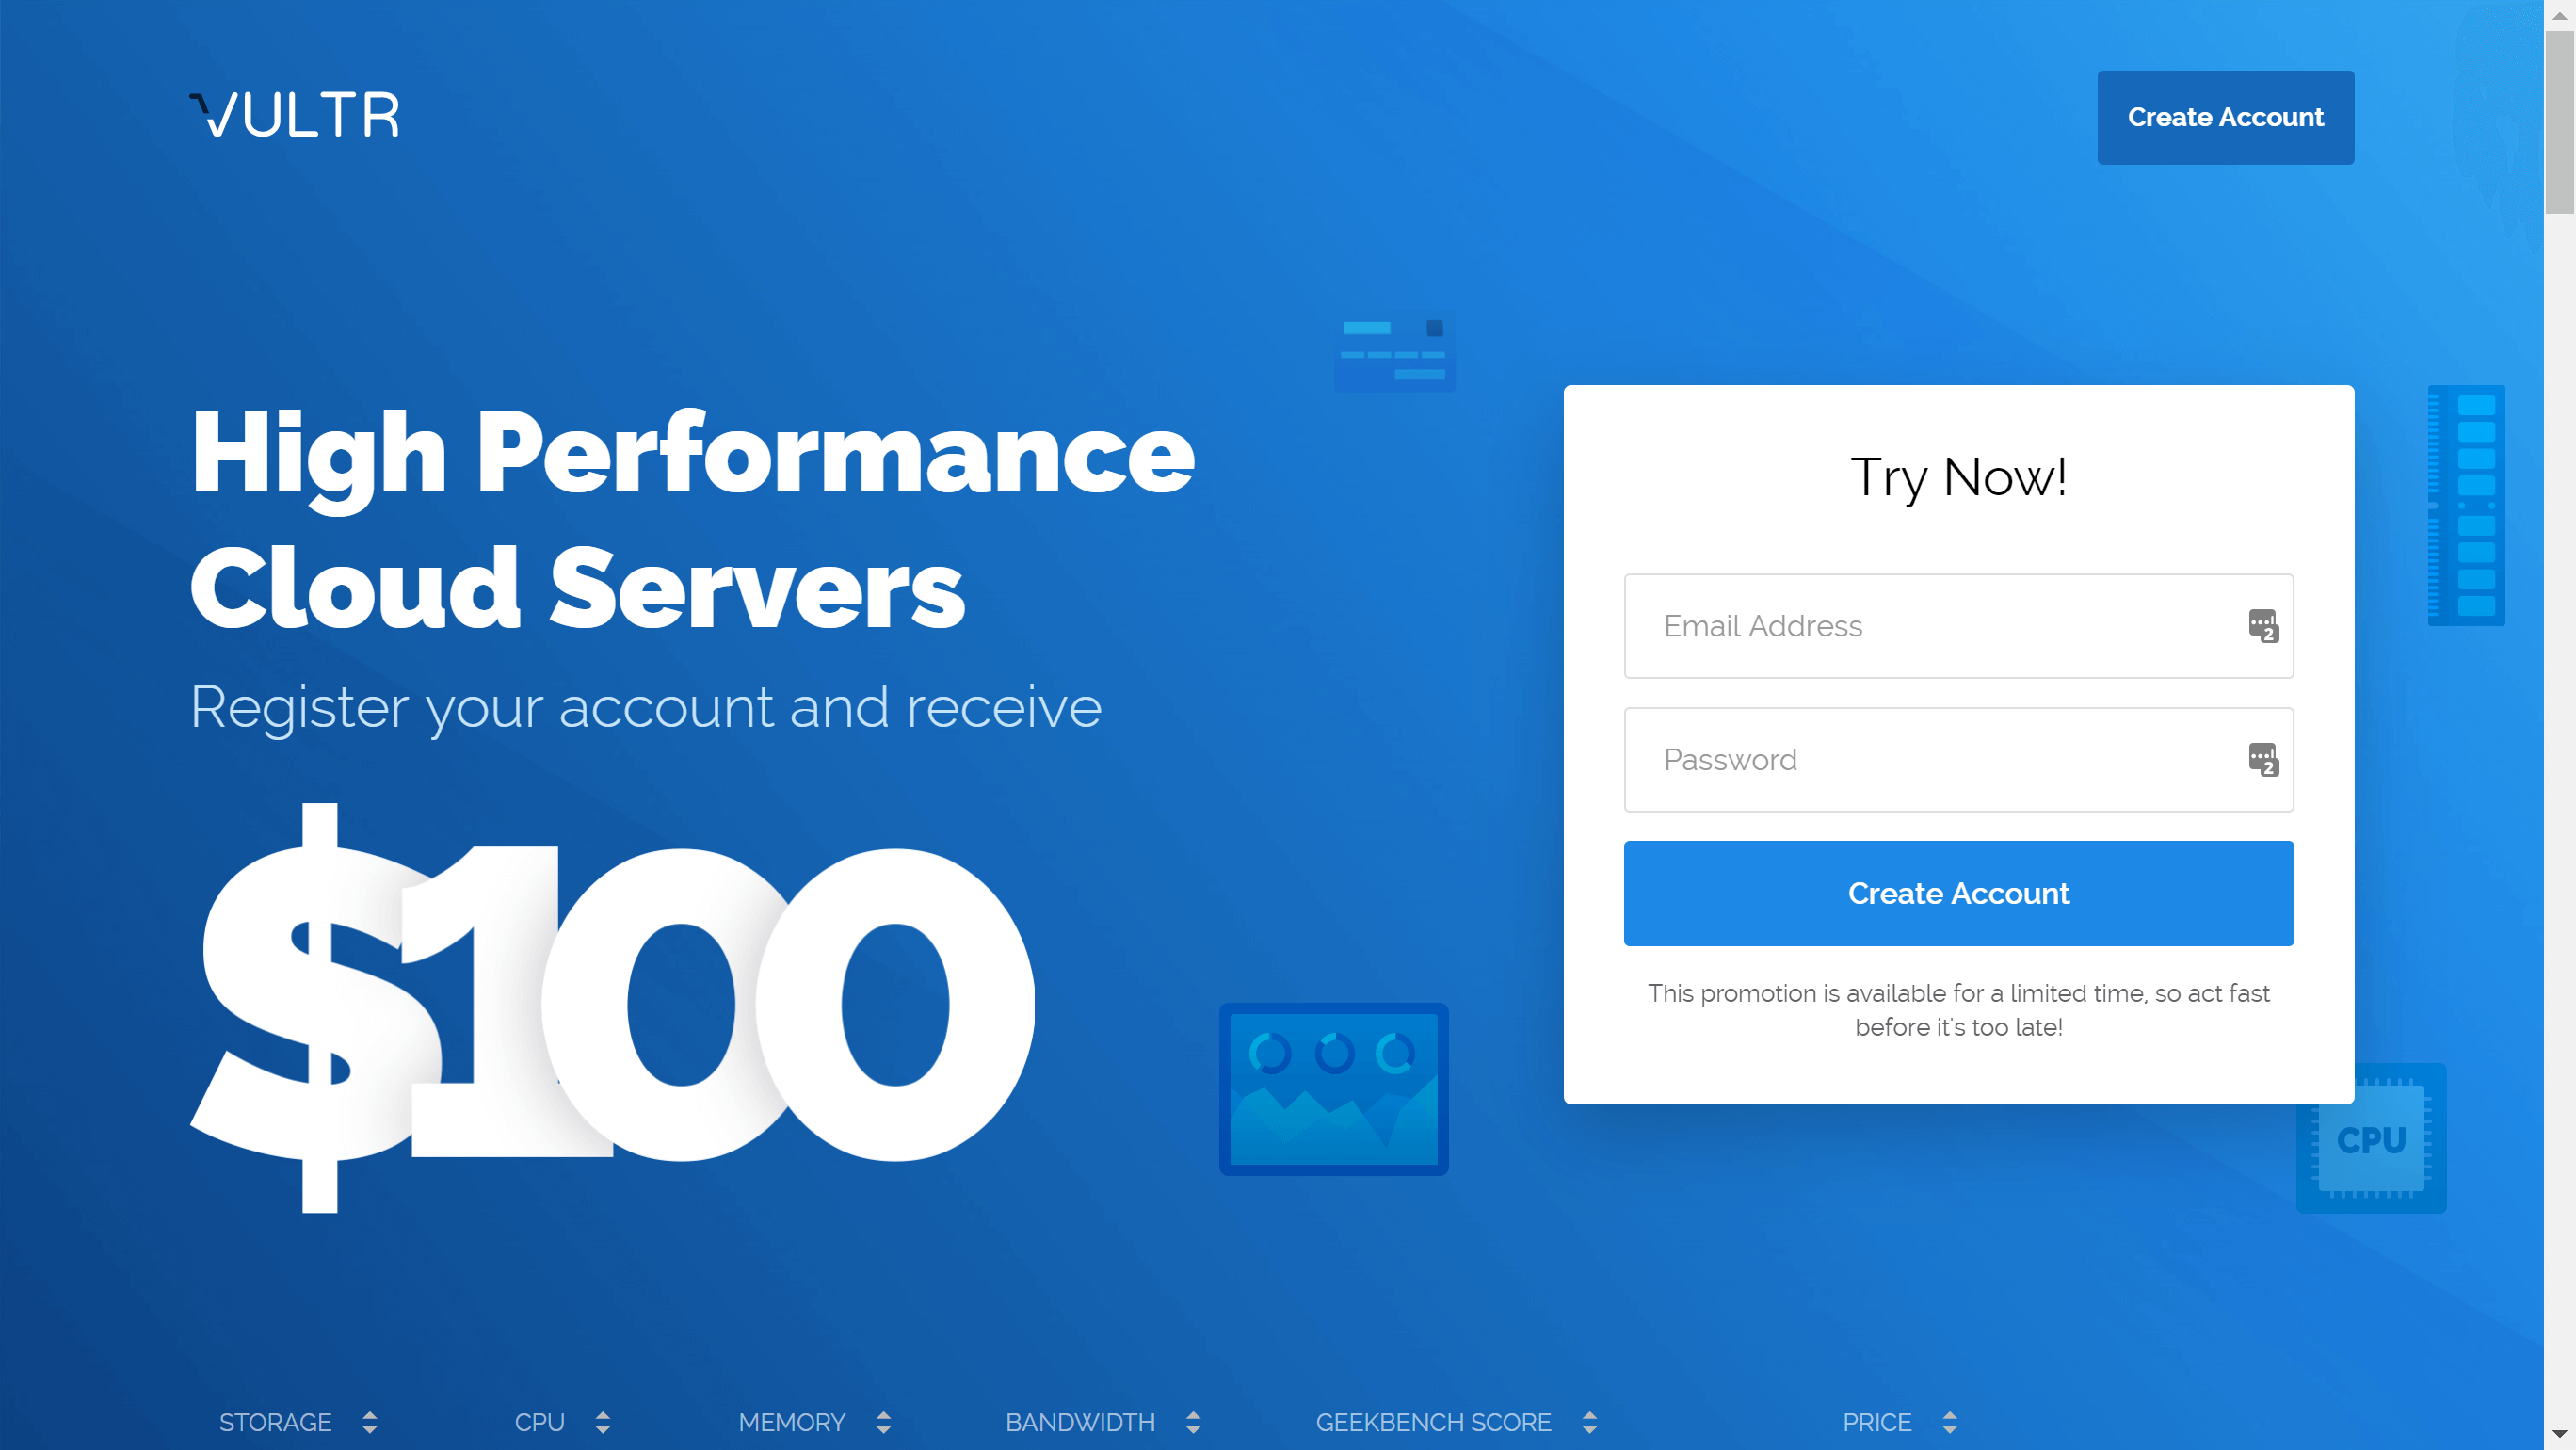 VULTR
Create Account
High Performance
Cloud Servers
Register your account and receive
$100
Try Now!
Email Address
2
Password
2
Create Account
This promotion is available for a limited time, so act fast
before it's too late!
CPU
STORAGE CPU MEMORY BANDWIDTH GEEKBENCH SCORE PRICE